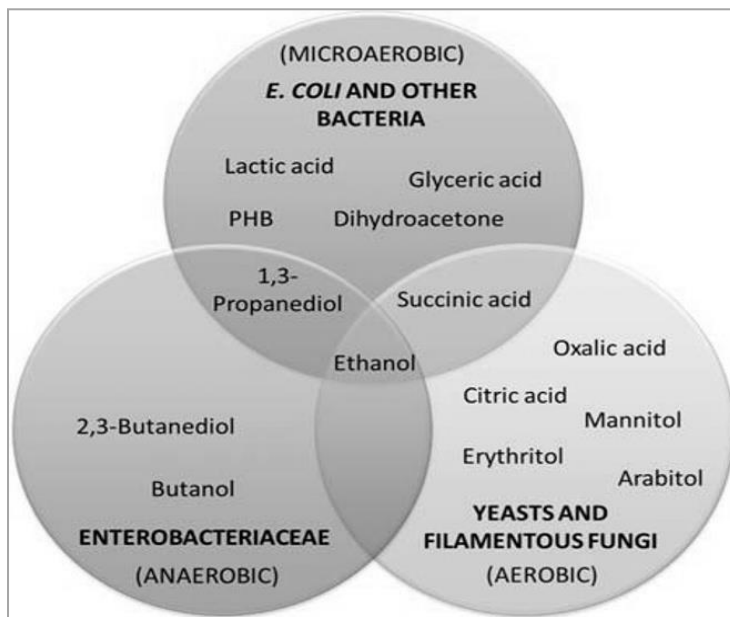 (MICROAEROBIC)
E. COLI AND OTHER
BACTERIA
Lactic acid
Glyceric acid
PHB
Dihydroacetone
1,3-
Propanediol
Succinic acid
Ethanol
Oxalic acid
Citric acid
Mannitol
2,3-Butanediol
Erythritol
Arabitol
Butanol
ENTEROBACTERIACEAE
(ANAEROBIC)
YEASTS AND
FILAMENTOUS FUNGI
(AEROBIC)